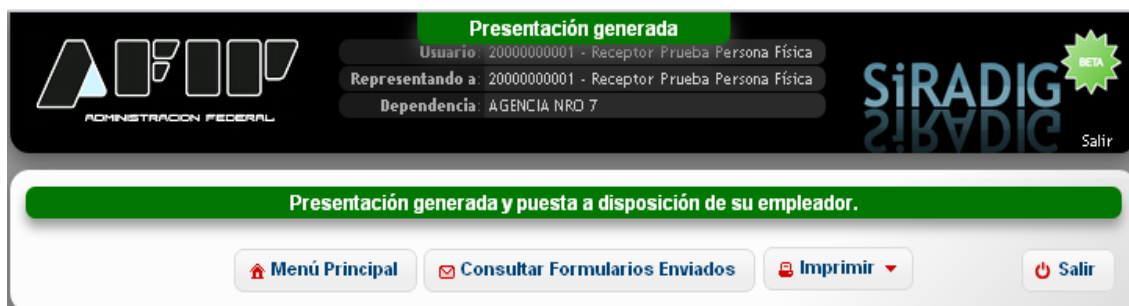 Presentación generada
AFIP
ADMINISTRACION FEDERAL
Usuario: 20000000001 - Receptor Prueba Persona Física
Representando a: 20000000001 - Receptor Prueba Persona Física
Dependencia: AGENCIA NRO 7
SiRADIG
BETA
Salir
Presentación generada y puesta a disposición de su empleador.
Menú Principal
Consultar Formularios Enviados
Imprimir
Salir